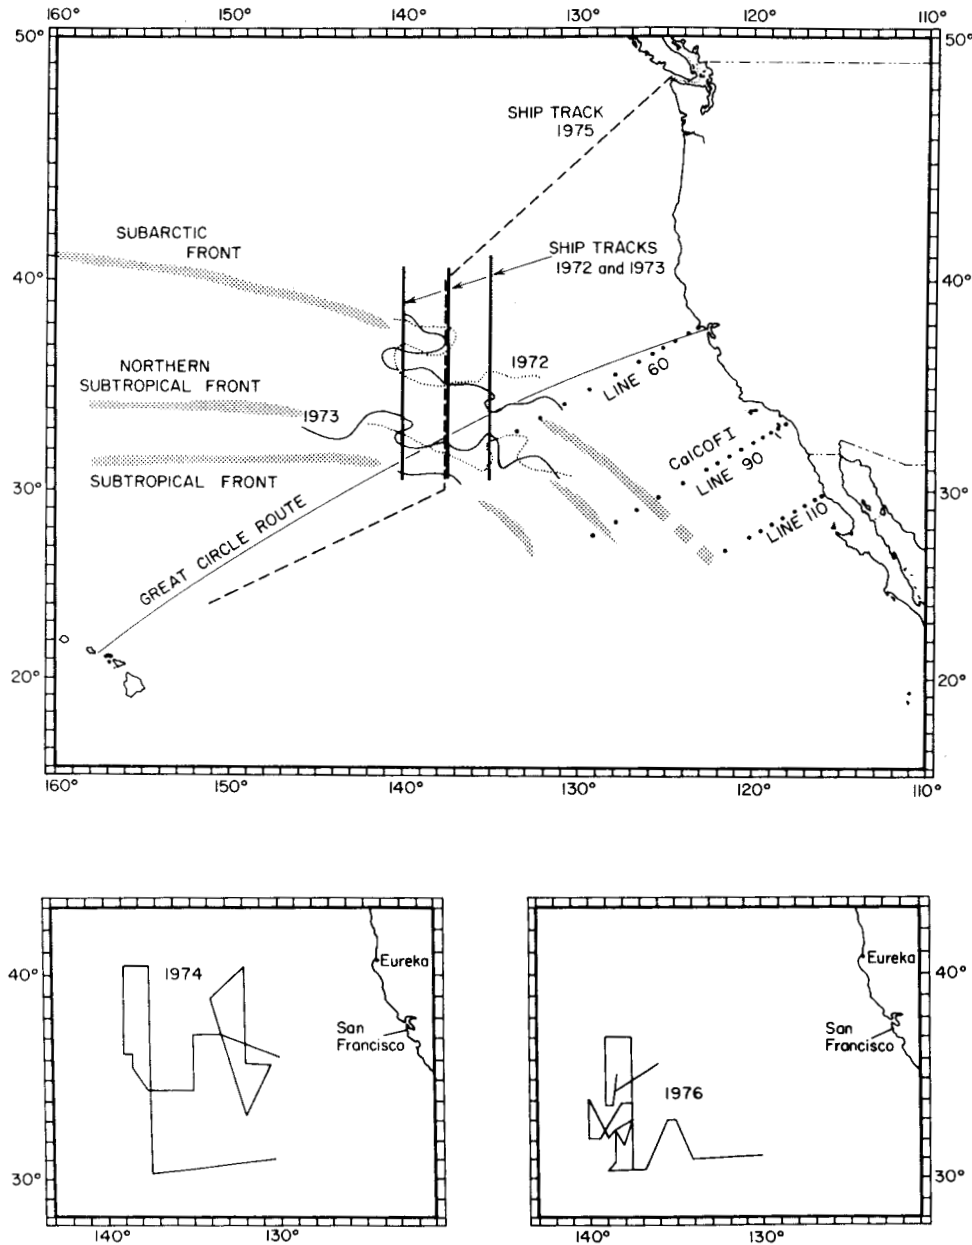 160° 150° 140° 130° 120° 110°
50° 50°
SHIP TRACK
1975
SUBARCTIC
FRONT
SHIP TRACKS
1972 and 1973
40° 40°
NORTHERN
SUBTROPICAL FRONT
1972
LINE 60
1973
CalCOFI
LINE 90
SUBTROPICAL FRONT
30° 30°
LINE 110
GREAT CIRCLE ROUTE
20° 20°
160° 150° 140° 130° 120° 110°
1974
Eureka
40°
San
Francisco
30°
140° 130°
Eureka
40°
San
Francisco
1976
30°
140° 130°